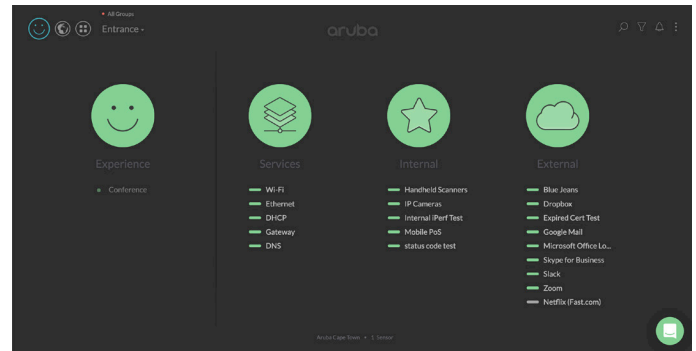 All Groups
Entrance
aruba
Experience
Conference
Services
Wi-Fi
Ethernet
DHCP
Gateway
DNS
Internal
Handheld Scanners
IP Cameras
Internal iPerf Test
Mobile PoS
status code test
External
Blue Jeans
Dropbox
Expired Cert Test
Google Mail
Microsoft Office Lo...
Skype for Business
Slack
Zoom
Netflix (Fast.com)
Aruba Cape Town • 1 Sensor